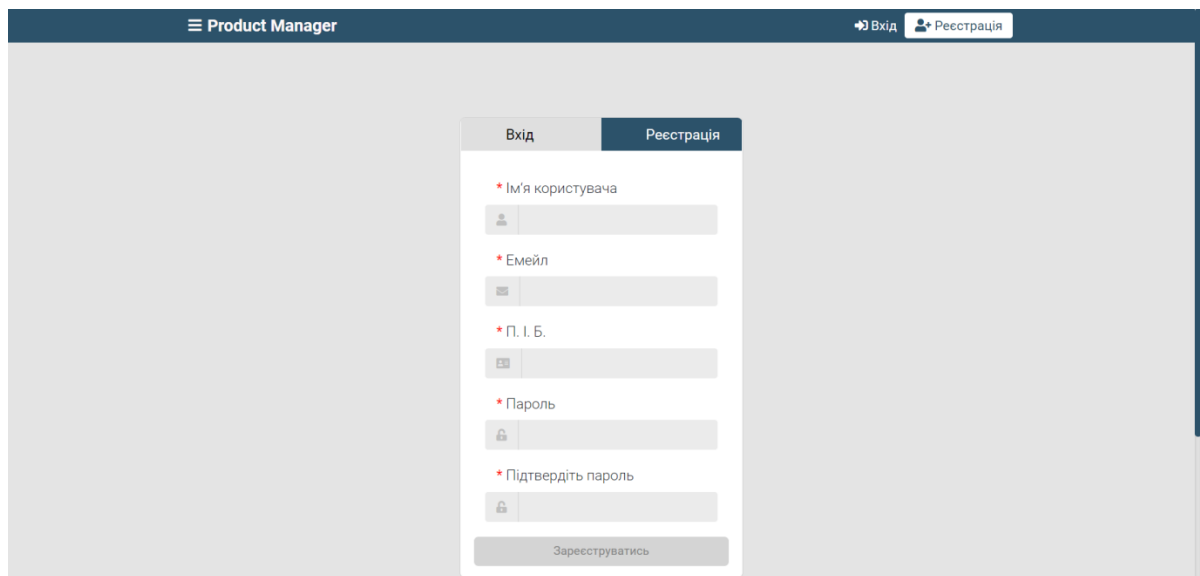 Product Manager
Вхід Реєстрація
Вхід Реєстрація
* Ім'я користувача
* Емейл
* П. І. Б.
* Пароль
* Підтвердіть пароль
Зареєструватись